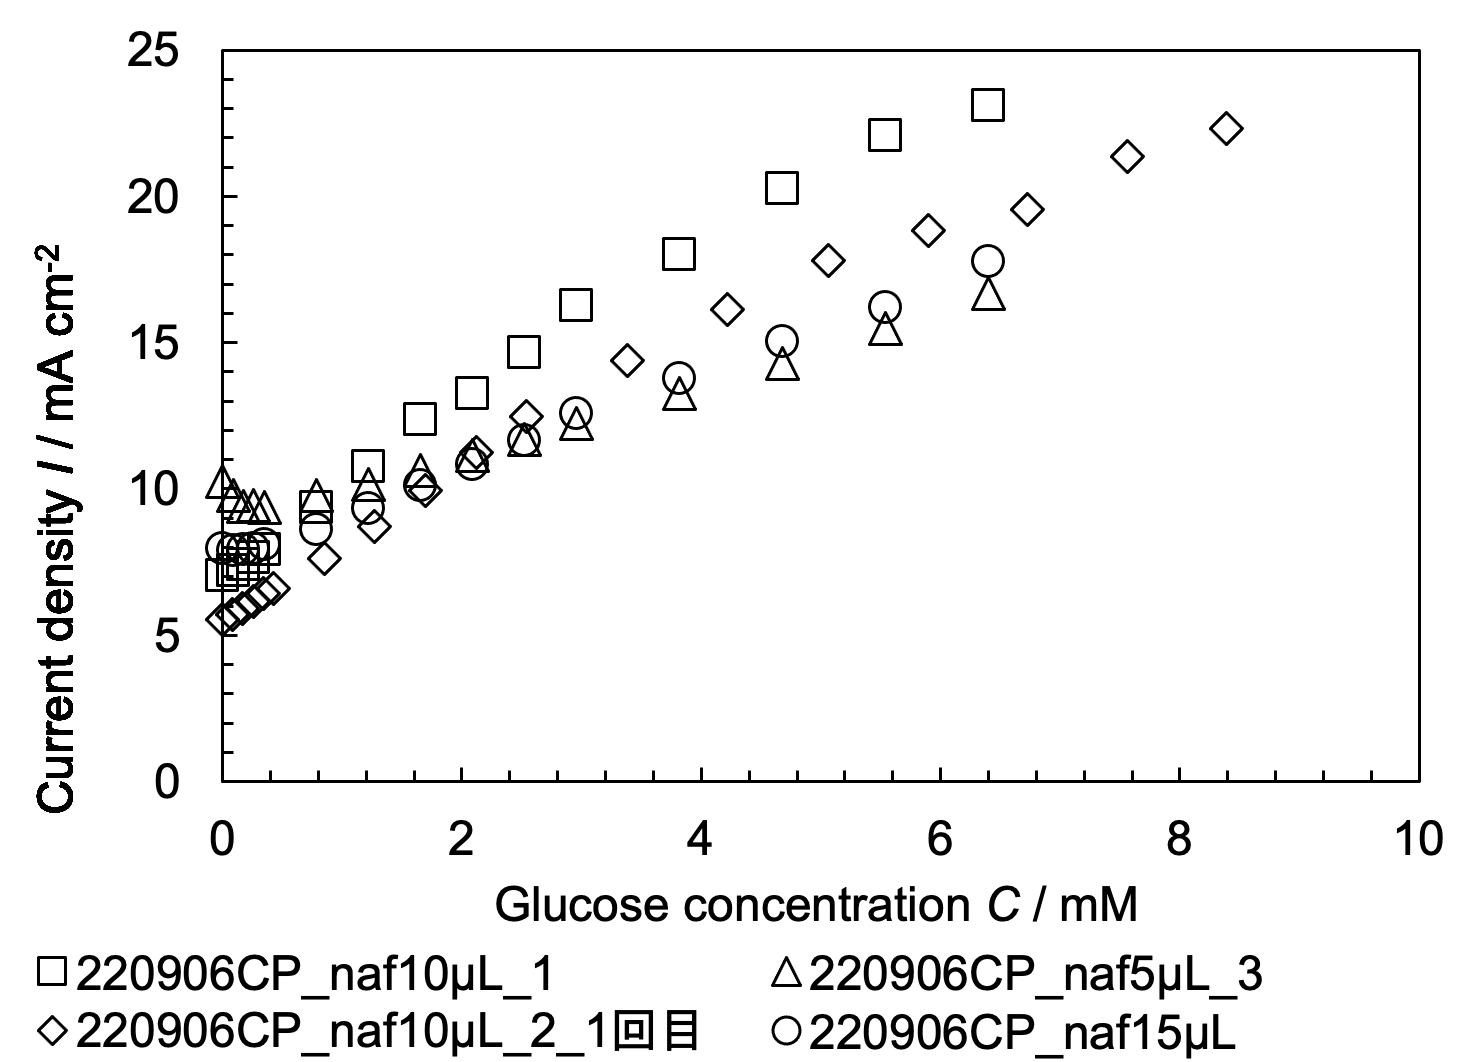 25
20
15
10
5
0
Current density I / mA cm-2
0 2 4 6 8 10
Glucose concentration C / mM
220906CP_naf10μL_1
220906CP_naf5μL_3
220906CP_naf10μL_2_1回目
220906CP_naf15μL